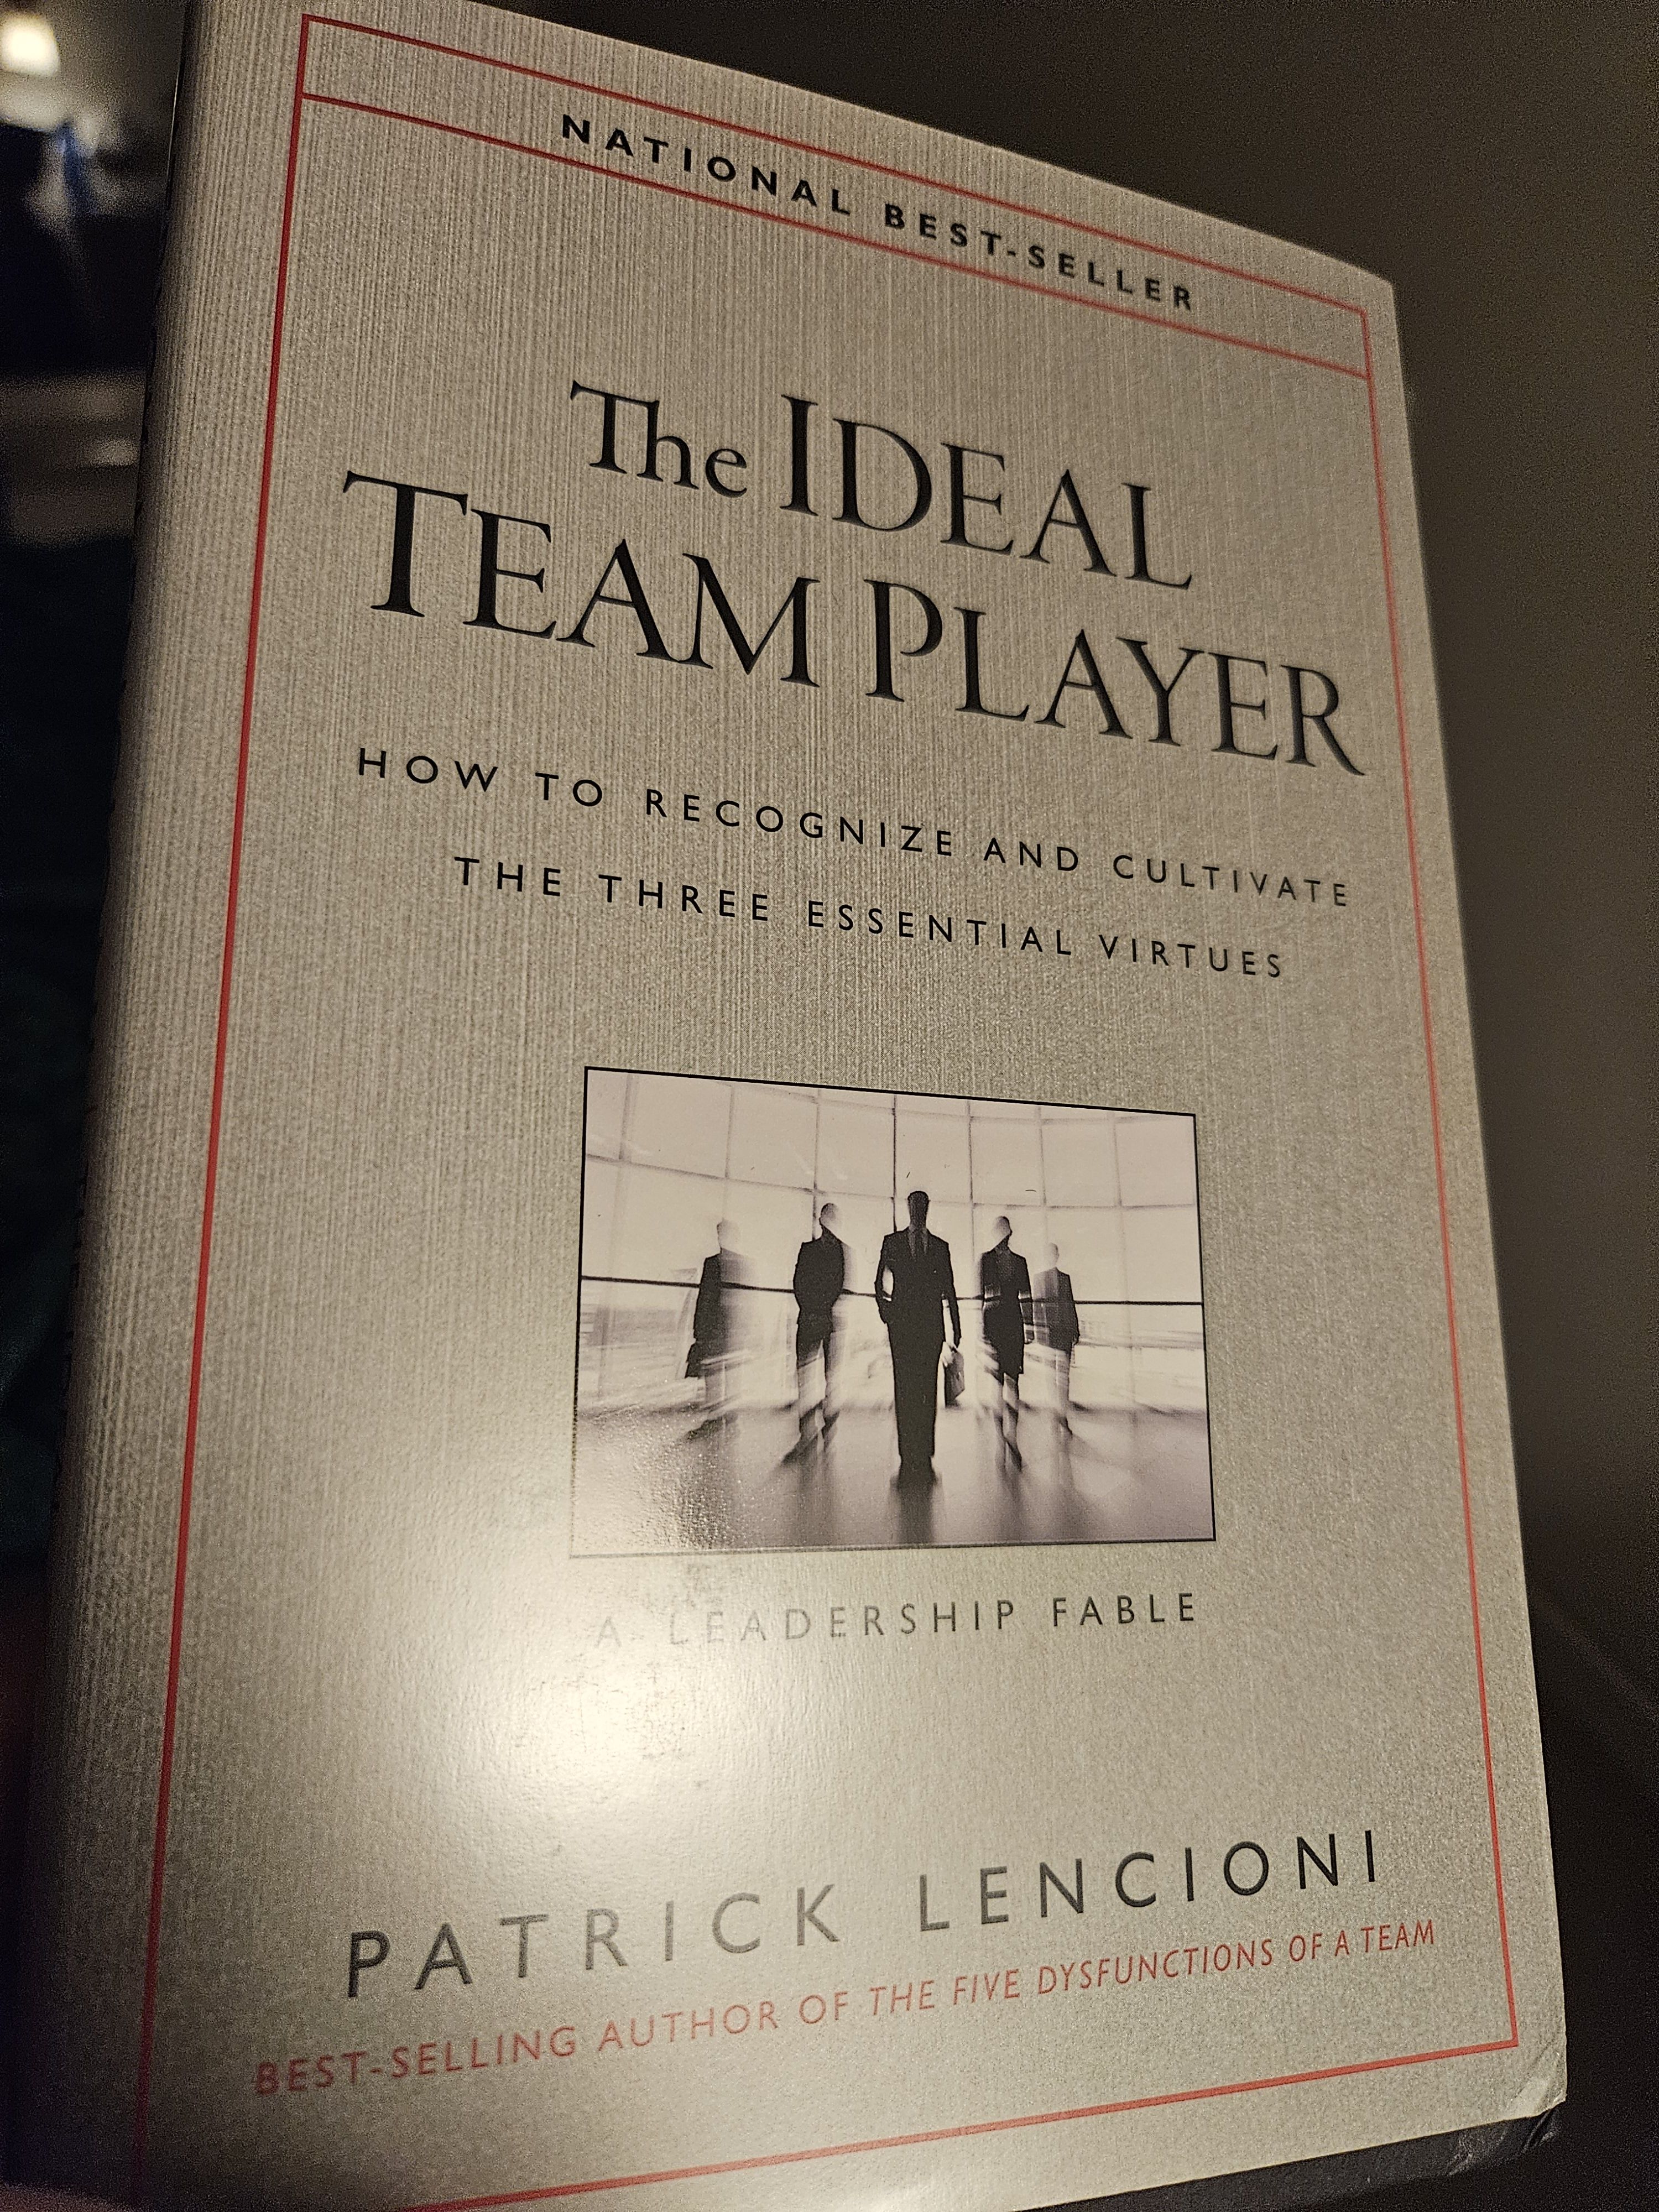 NATIONAL BEST-SELLER
The IDEAL
TEAM PLAYER
HOW TO RECOGNIZE AND CULTIVATE
THE THREE ESSENTIAL VIRTUES
A LEADERSHIP FABLE
PATRICK LENCIONI
BEST-SELLING AUTHOR OF THE FIVE DYSFUNCTIONS OF A TEAM